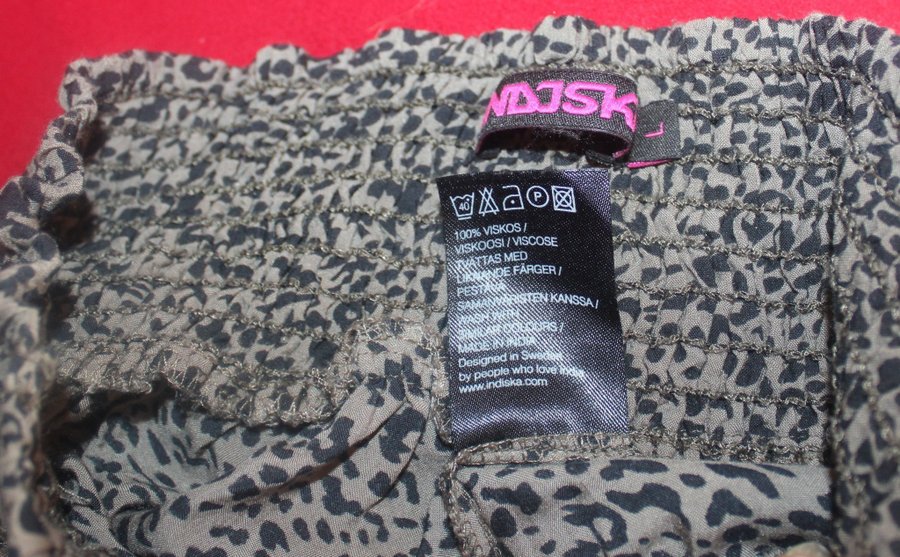 NDISK
L
40
P
100% VISKOS /
VISKOOSI / VISCOSE
TVÄTTAS MED
LIKNANDE FÄRGER /
PESTÄVÄ
SAMANVÄRISTEN KANSSA /
WASH WITH
SIMILAR COLOURS /
MADE IN INDIA
Designed in Sweden
by people who love india
www.indiska.com